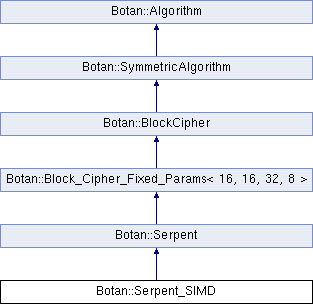 Botan::Algorithm
Botan::SymmetricAlgorithm
Botan::BlockCipher
Botan::Block_Cipher_Fixed_Params< 16, 16, 32, 8 >
Botan::Serpent
Botan::Serpent_SIMD